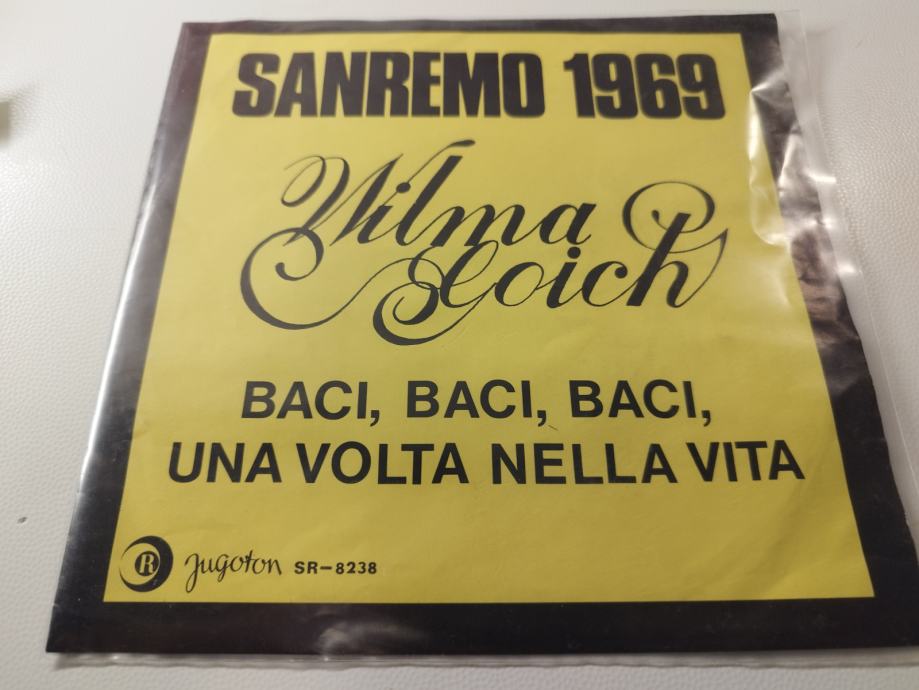 SANREMO 1969
Wilma
Goich
BACI, BACI, BACI,
UNA VOLTA NELLA VITA
R Jugoton SR-8238